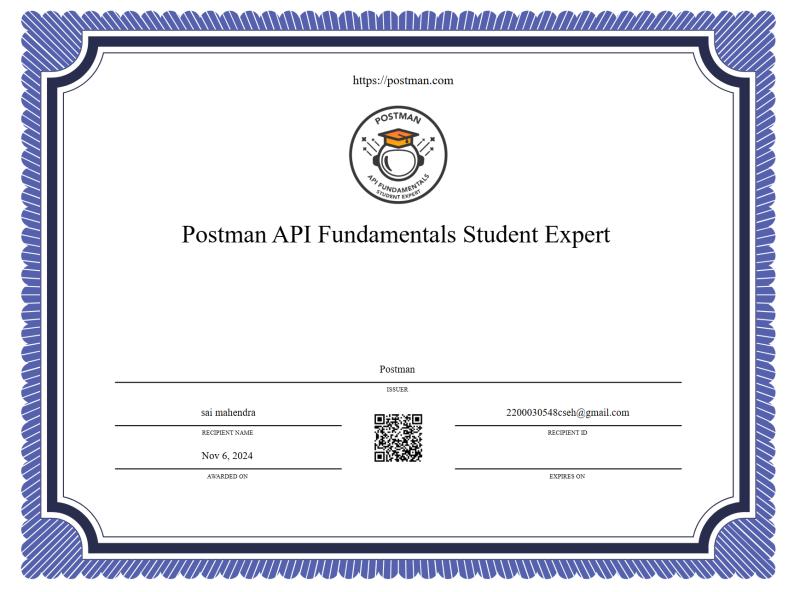 https://postman.com
POSTMAN
API FUNDAMENTALS
STUDENT EXPERT
Postman API Fundamentals Student Expert
Postman
ISSUER
sai mahendra
2200030548cseh@gmail.com
RECIPIENT NAME
RECIPIENT ID
Nov 6, 2024
AWARDED ON
EXPIRES ON